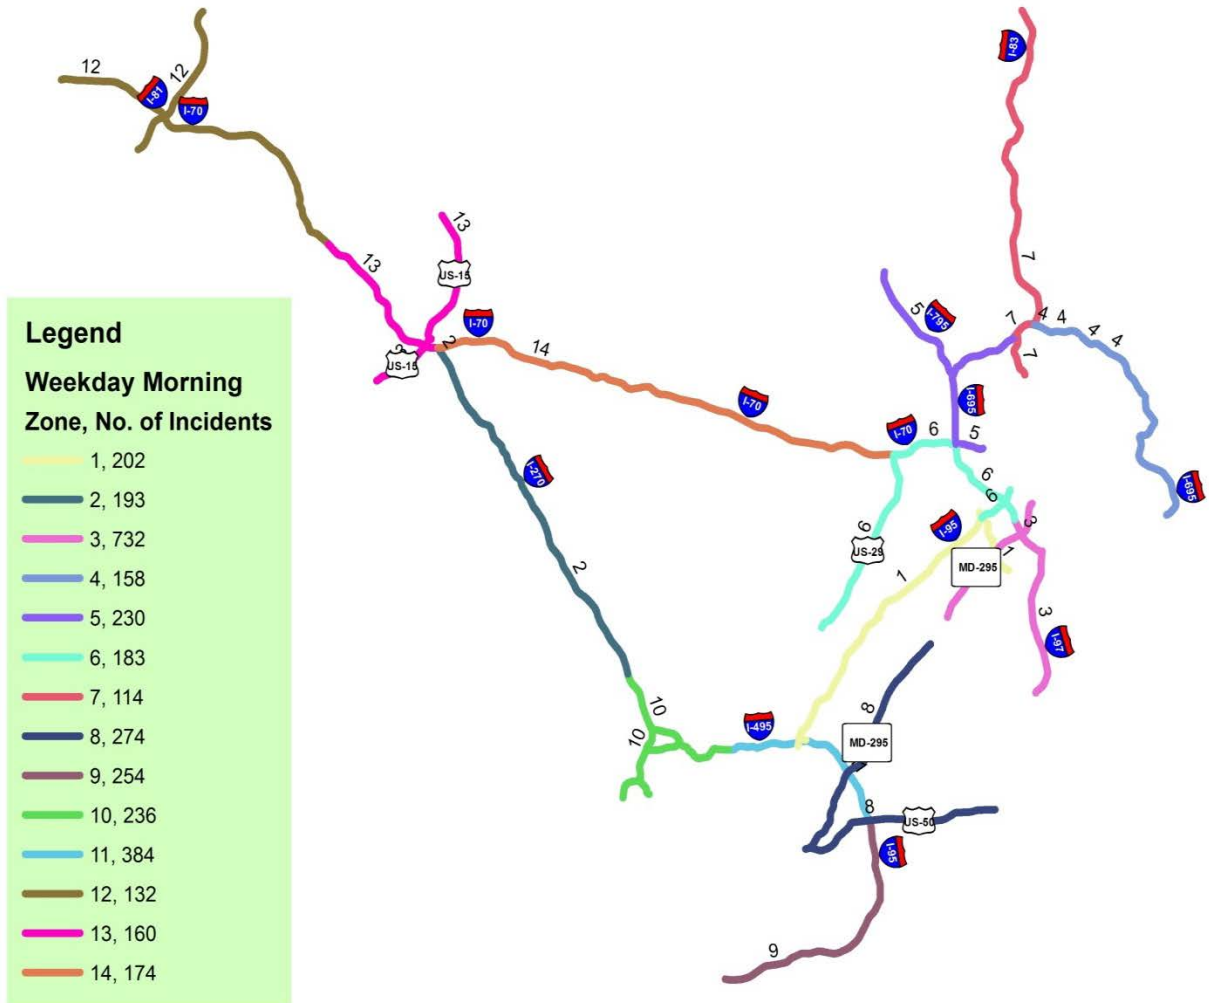 12
12
I-81
I-70
I-83
13
13
US-15
7
I-70
2
2
US-15
14
5
I-795
7
4
4
4
4
7
I-70
I-70
6
I-695
5
I-270
6
6
I-695
6
US-29
I-95
3
1
MD-295
1
2
3
I-97
10
10
I-495
8
MD-295
8
US-50
I-95
9
Legend
Weekday Morning
Zone, No. of Incidents
1, 202
2, 193
3, 732
4, 158
5, 230
6, 183
7, 114
8, 274
9, 254
10, 236
11, 384
12, 132
13, 160
14, 174